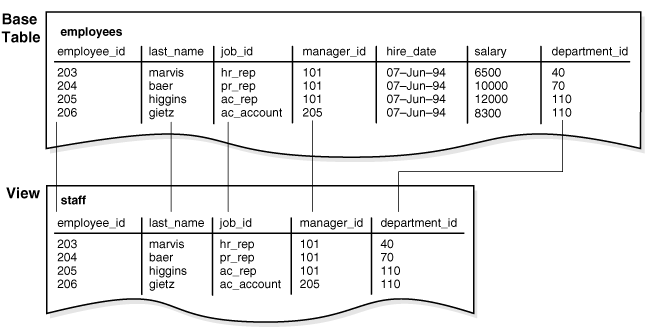 Base
Table
employees
employee_id last_name job_id manager_id hire_date salary department_id
203 marvis hr_rep 101 07–Jun–94 6500 40
204 baer pr_rep 101 07–Jun–94 10000 70
205 higgins ac_rep 101 07–Jun–94 12000 110
206 gietz ac_account 205 07–Jun–94 8300 110
View
staff
employee_id last_name job_id manager_id department_id
203 marvis hr_rep 101 40
204 baer pr_rep 101 70
205 higgins ac_rep 101 110
206 gietz ac_account 205 110